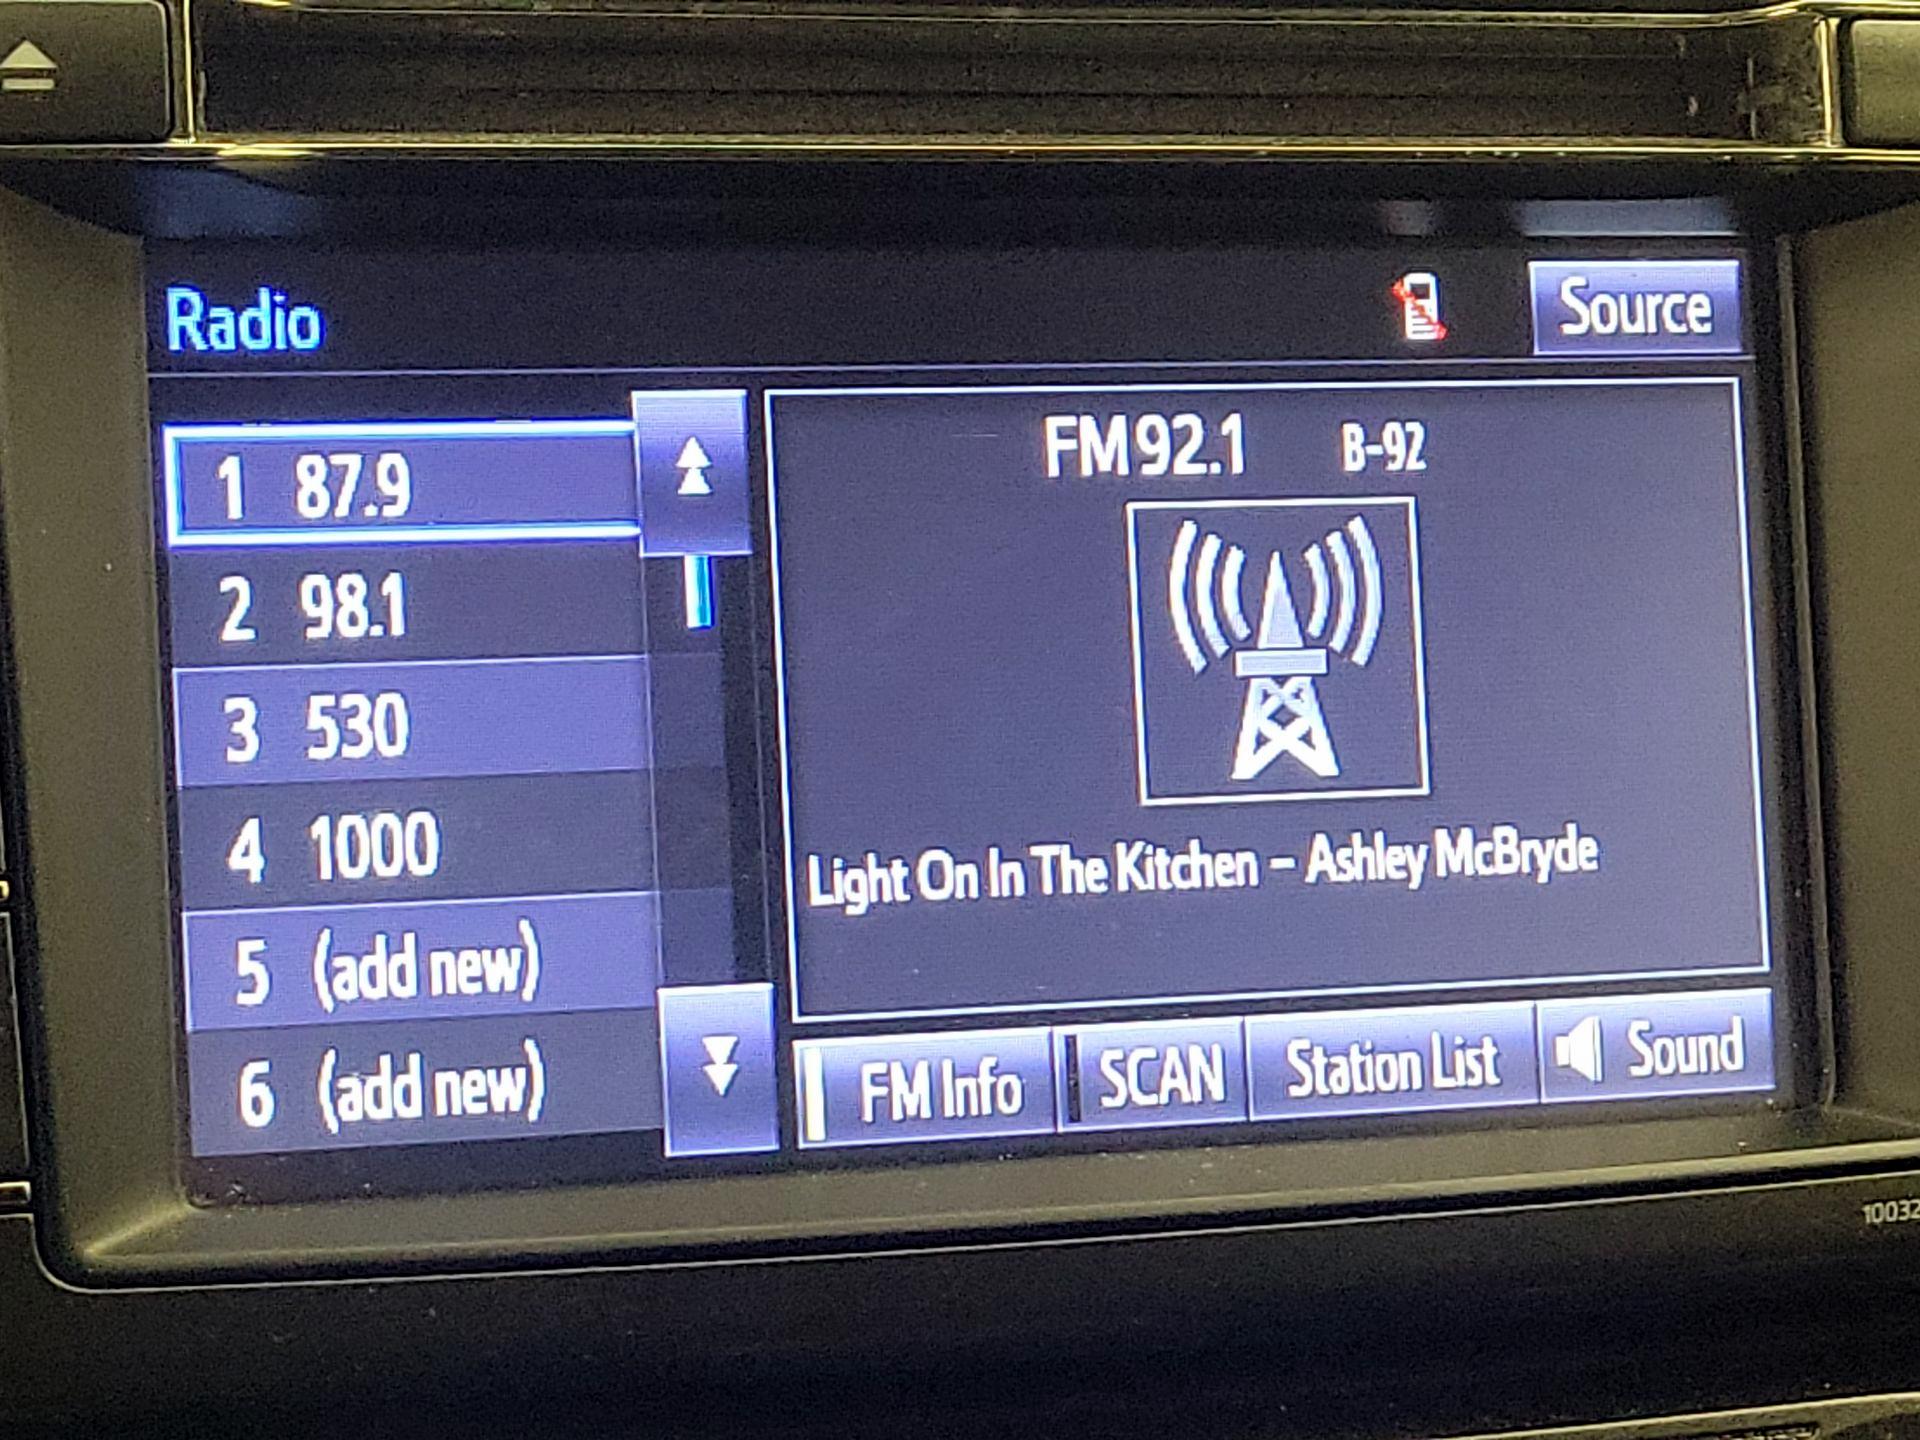 Radio
Source
1 87.9
2 98.1
3 530
4 1000
5 (add new)
6 (add new)
FM 92.1 B-92
Light On In The Kitchen - Ashley McBryde
FM Info
SCAN
Station List
Sound
10032